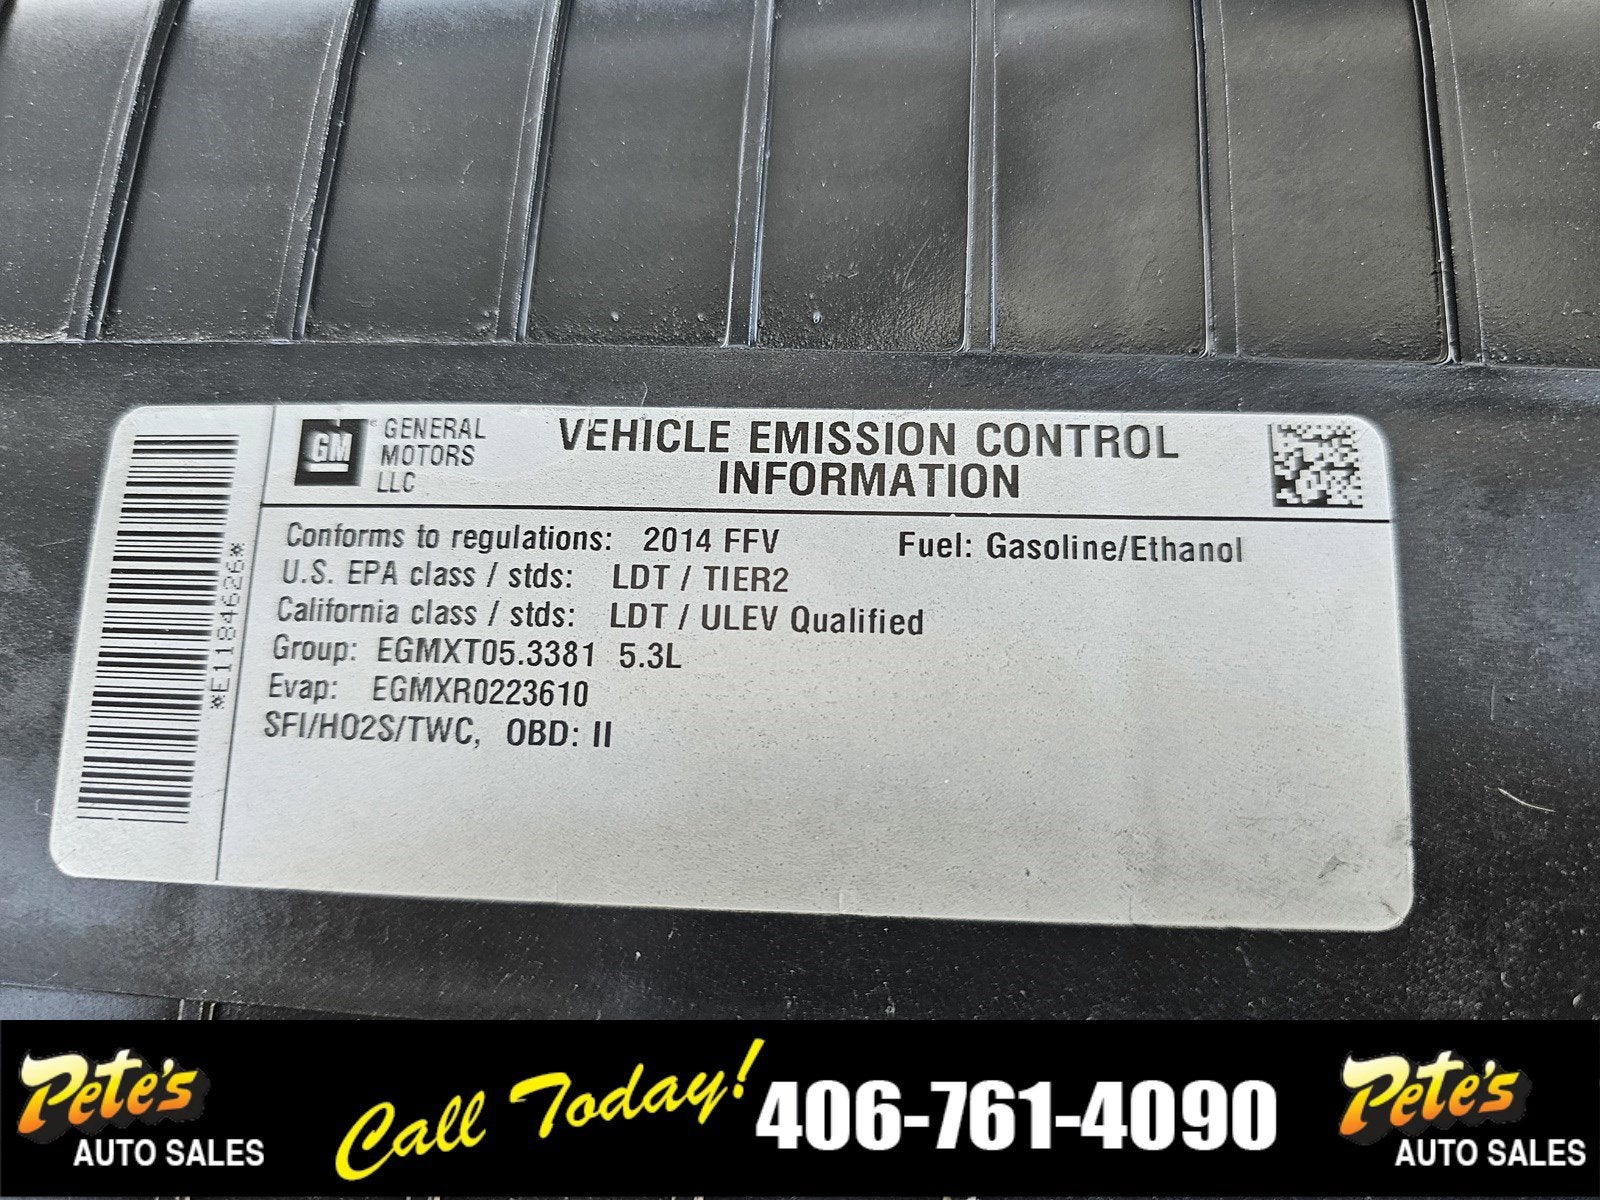 GM
GENERAL
MOTORS
LLC
VEHICLE EMISSION CONTROL
INFORMATION
Conforms to regulations: 2014 FFV Fuel: Gasoline/Ethanol
U.S. EPA class / stds: LDT / TIER2
California class / stds: LDT / ULEV Qualified
Group: EGMXT05.3381 5.3L
Evap: EGMXR0223610
SFI/HO2S/TWC, OBD: II
*E1184626*
Pete's
AUTO SALES
Call Today!
406-761-4090
Pete's
AUTO SALES